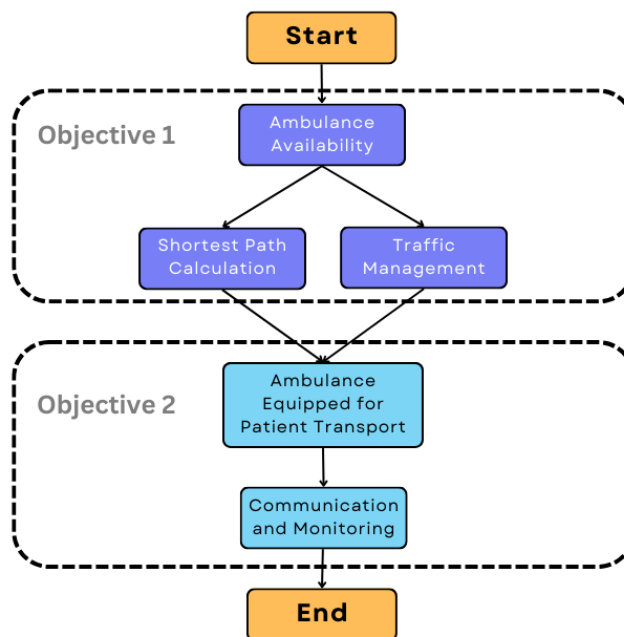 Start
Objective 1
Ambulance
Availability
Shortest Path
Calculation
Traffic
Management
Objective 2
Ambulance
Equipped for
Patient Transport
Communication
and Monitoring
End